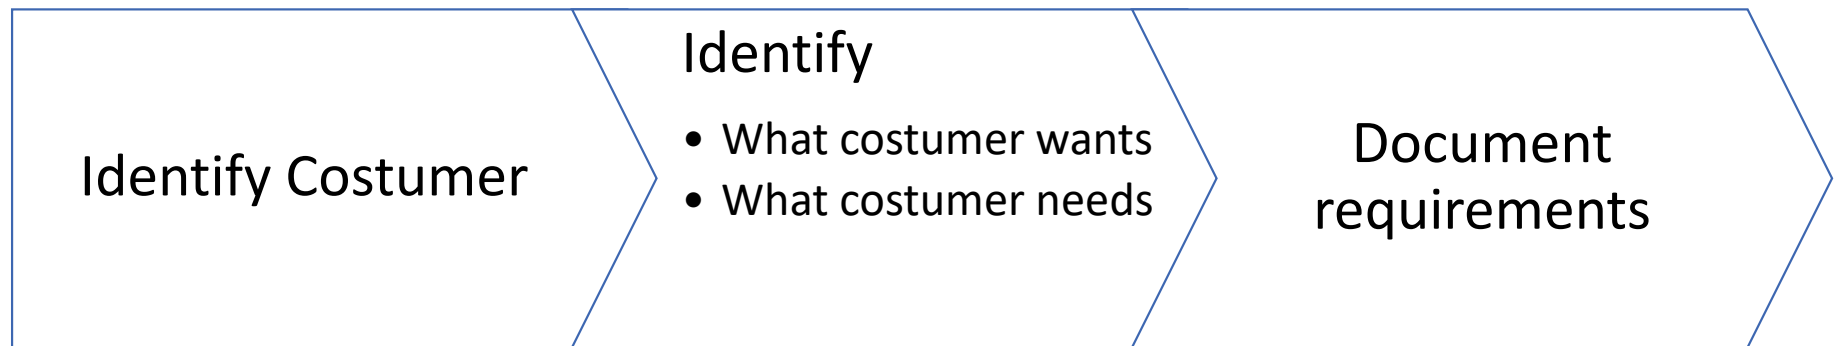 Identify Costumer
Identify
• What costumer wants
• What costumer needs
Document
requirements